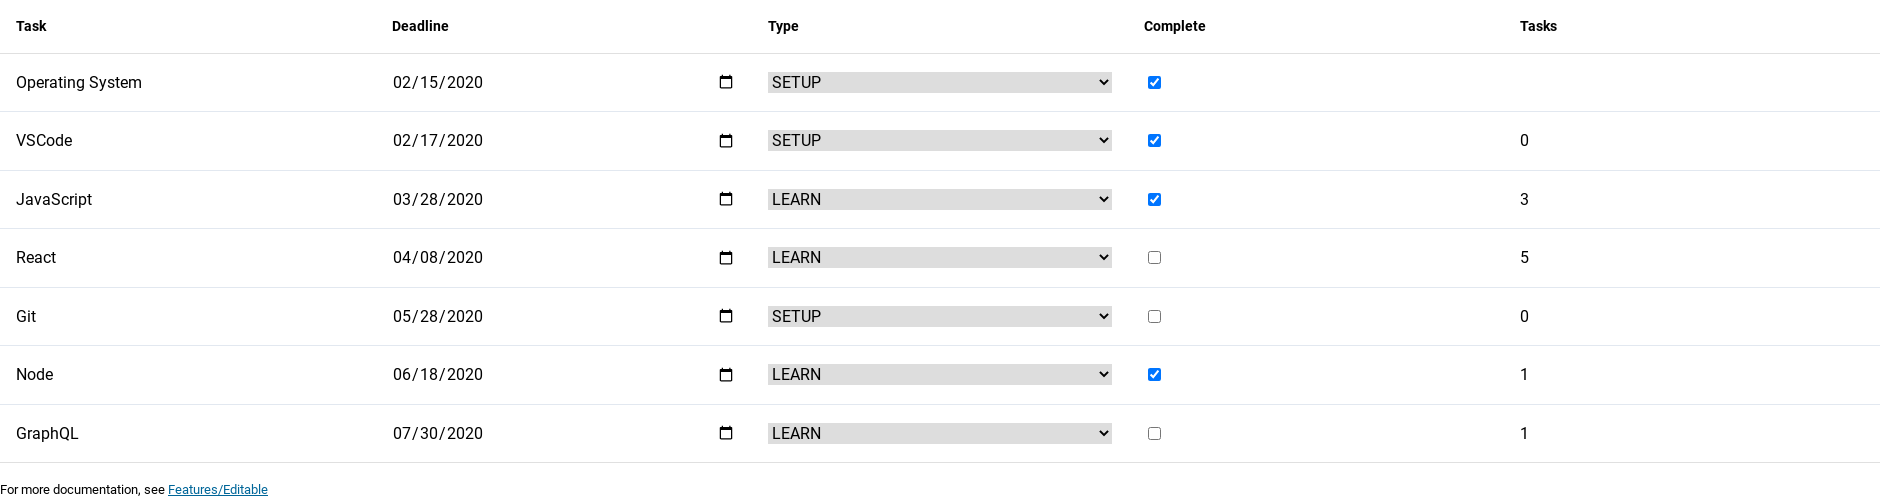 Task Deadline Type Complete Tasks
Operating System 02/15/2020 SETUP
VSCode 02/17/2020 SETUP 0
JavaScript 03/28/2020 LEARN 3
React 04/08/2020 LEARN 5
Git 05/28/2020 SETUP 0
Node 06/18/2020 LEARN 1
GraphQL 07/30/2020 LEARN 1
For more documentation, see Features/Editable